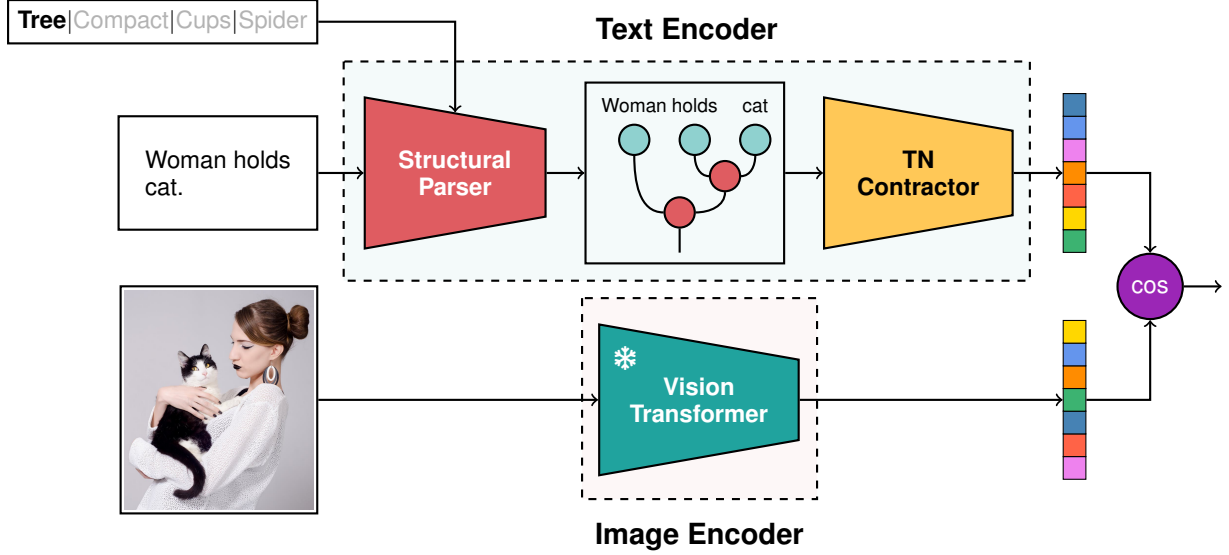 Tree|Compact|Cups|Spider
Text Encoder
Woman holds
cat.
Structural
Parser
Woman holds cat
TN
Contractor
cos
Vision
Transformer
Image Encoder